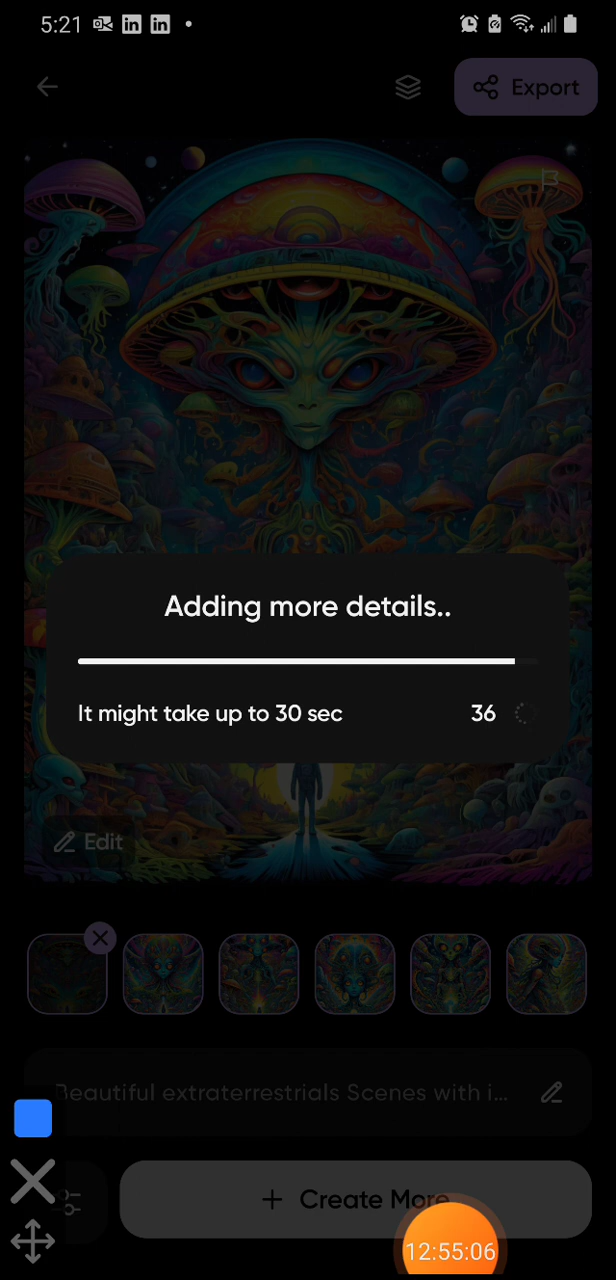 5:21
Export
Adding more details..
It might take up to 30 sec
36
Edit
Beautiful extraterrestrials Scenes with i...
+ Create More
12:55:06